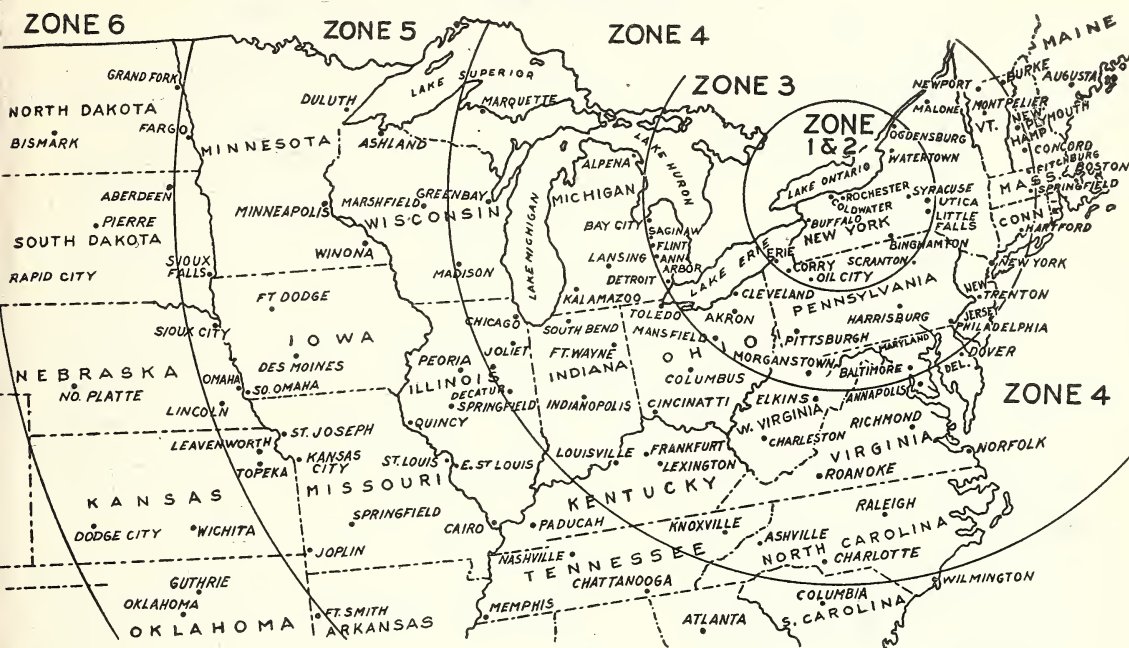 ZONE 6
ZONE 5
ZONE 4
ZONE 3
ZONE
1 & 2
ZONE 4
MAINE
BURKE
AUGUSTA
NEWPORT
MALONE
MONTPELIER
VT.
NEW
HAMP.
PLYMOUTH
CONCORD
FITCHBURG
BOSTON
MASS.
SPRINGFIELD
CONN.
HARTFORD
OGDENSBURG
WATERTOWN
LAKE ONTARIO
ROCHESTER
COLDWATER
SYRACUSE
UTICA
LITTLE
FALLS
BUFFALO
NEW YORK
BINGHAMTON
NEW YORK
LAKE ERIE
ERIE
CORRY
OIL CITY
SCRANTON
PENNSYLVANIA
HARRISBURG
PITTSBURGH
NEW
JERSEY
TRENTON
PHILADELPHIA
DOVER
DEL.
MARYLAND
BALTIMORE
ANNAPOLIS
MORGANSTOWN
ELKINS
W. VIRGINIA
CHARLESTON
RICHMOND
VIRGINIA
NORFOLK
ROANOKE
RALEIGH
NORTH CAROLINA
ASHVILLE
CHARLOTTE
WILMINGTON
COLUMBIA
S. CAROLINA
ATLANTA
GRAND FORK
NORTH DAKOTA
BISMARK
FARGO
ABERDEEN
PIERRE
SOUTH DAKOTA
RAPID CITY
SIOUX
FALLS
MINNESOTA
DULUTH
MINNEAPOLIS
WINONA
LAKE SUPERIOR
MARQUETTE
ASHLAND
MARSHFIELD
GREENBAY
WISCONSIN
MADISON
LAKE MICHIGAN
LAKE HURON
ALPENA
MICHIGAN
BAY CITY
SAGINAW
FLINT
LANSING
ANN
ARBOR
DETROIT
KALAMAZOO
TOLEDO
CLEVELAND
AKRON
MANSFIELD
OHIO
COLUMBUS
CINCINATTI
SOUTH BEND
FT. WAYNE
INDIANA
INDIANOPOLIS
CHICAGO
JOLIET
PEORIA
ILLINOIS
DECATUR
SPRINGFIELD
QUINCY
FT DODGE
IOWA
DES MOINES
SIOUX CITY
NEBRASKA
NO. PLATTE
OMAHA
SO. OMAHA
LINCOLN
LEAVENWORTH
ST. JOSEPH
KANSAS
CITY
TOPEKA
KANSAS
DODGE CITY
WICHITA
ST. LOUIS
E. ST LOUIS
MISSOURI
SPRINGFIELD
JOPLIN
CAIRO
LOUISVILLE
FRANKFURT
LEXINGTON
KENTUCKY
PADUCAH
KNOXVILLE
NASHVILLE
TENNESSEE
CHATTANOOGA
MEMPHIS
GUTHRIE
OKLAHOMA
OKLAHOMA
FT. SMITH
ARKANSAS